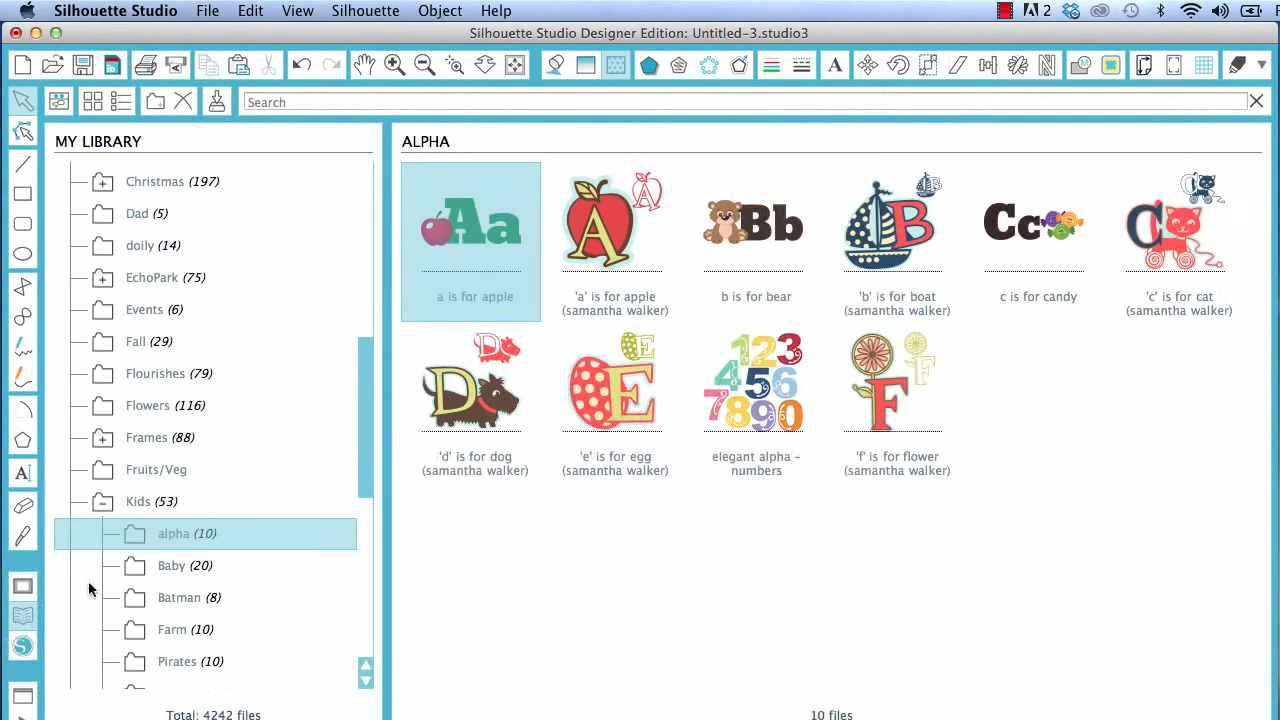 Silhouette Studio File Edit View Silhouette Object Help 2
Silhouette Studio Designer Edition: Untitled-3.studio3
Search
MY LIBRARY
Christmas (197)
Dad (5)
doily (14)
EchoPark (75)
Events (6)
Fall (29)
Flourishes (79)
Flowers (116)
Frames (88)
Fruits/Veg
Kids (53)
alpha (10)
Baby (20)
Batman (8)
Farm (10)
Pirates (10)
Total: 4242 files
ALPHA
Aa
A
A
Bb
B
B
Cc
C
C
a is for apple
'a' is for apple
(samantha walker)
b is for bear
'b' is for boat
(samantha walker)
c is for candy
'c' is for cat
(samantha walker)
D
D
E
E
123
456
7890
F
F
'd' is for dog
(samantha walker)
'e' is for egg
(samantha walker)
elegant alpha –
numbers
'f' is for flower
(samantha walker)
10 files